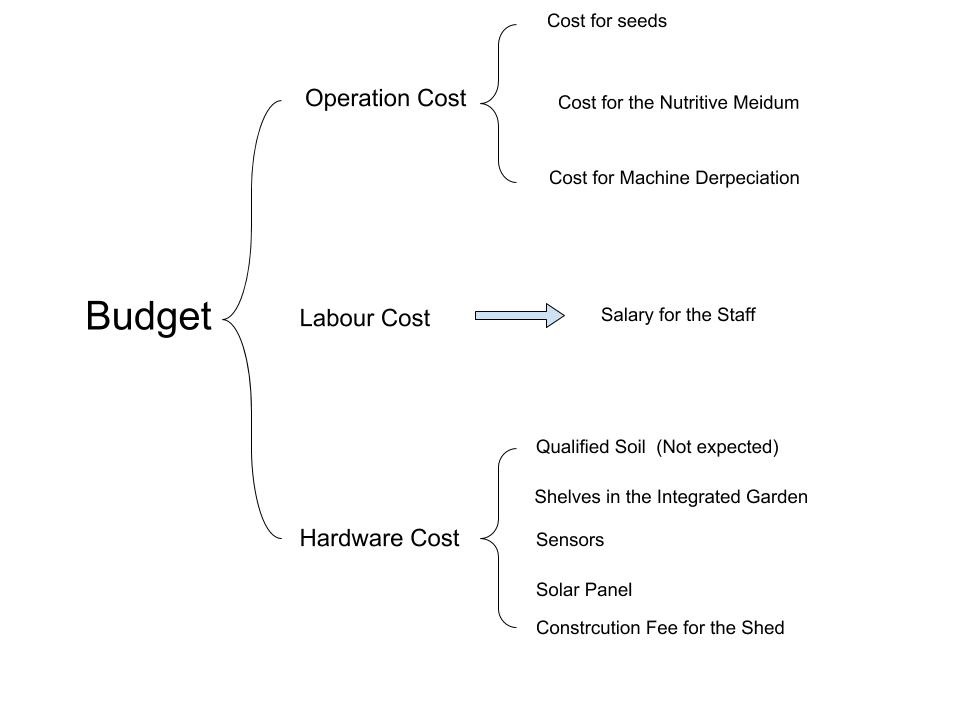 Cost for seeds
Operation Cost
Cost for the Nutritive Meidum
Cost for Machine Derpeciation
Budget
Labour Cost
Salary for the Staff
Qualified Soil  (Not expected)
Shelves in the Integrated Garden
Hardware Cost
Sensors
Solar Panel
Constrcution Fee for the Shed